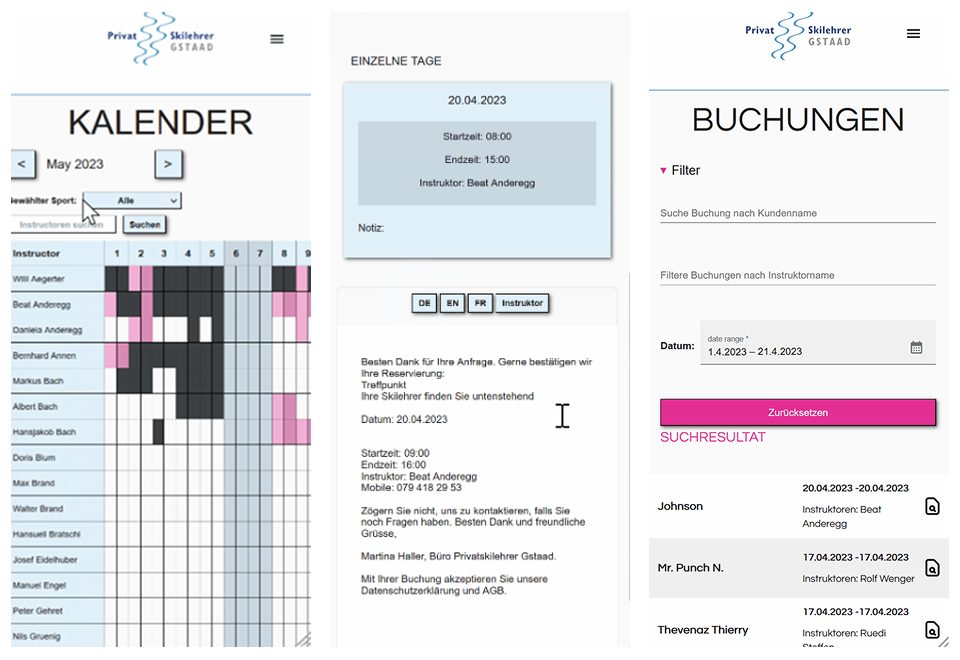 Privat Skilehrer
GSTAAD
KALENDER
<
May 2023
>
ewählter Sport:
Alle
Instructoren suchen
Suchen
Instructor 1 2 3 4 5 6 7 8 9
Willi Aegerter
Beat Anderegg
Daniela Anderegg
Bernhard Annen
Markus Bach
Albert Bach
Hansjakob Bach
Doris Blum
Max Brand
Walter Brand
Hansueli Bratschi
Josef Eidelhuber
Manuel Engel
Peter Gehret
Nils Gruenig
EINZELNE TAGE
20.04.2023
Startzeit: 08:00
Endzeit: 15:00
Instruktor: Beat Anderegg
Notiz:
DE EN FR Instruktor
Besten Dank für Ihre Anfrage. Gerne bestätigen wir
Ihre Reservierung:
Treffpunkt
Ihre Skilehrer finden Sie untenstehend
Datum: 20.04.2023
Startzeit: 09:00
Endzeit: 16:00
Instruktor: Beat Anderegg
Mobile: 079 418 29 53
Zögern Sie nicht, uns zu kontaktieren, falls Sie
noch Fragen haben. Besten Dank und freundliche
Grüsse,
Martina Haller, Büro Privatskilehrer Gstaad.
Mit Ihrer Buchung akzeptieren Sie unsere
Datenschutzerklärung und AGB.
Privat Skilehrer
GSTAAD
BUCHUNGEN
▼ Filter
Suche Buchung nach Kundenname
Filtere Buchungen nach Instruktorname
Datum:
date range *
1.4.2023 – 21.4.2023
Zurücksetzen
SUCHRESULTAT
Johnson
20.04.2023 -20.04.2023
Instruktoren: Beat
Anderegg
Mr. Punch N.
17.04.2023 -17.04.2023
Instruktoren: Rolf Wenger
Thevenaz Thierry
17.04.2023 -17.04.2023
Instruktoren: Ruedi